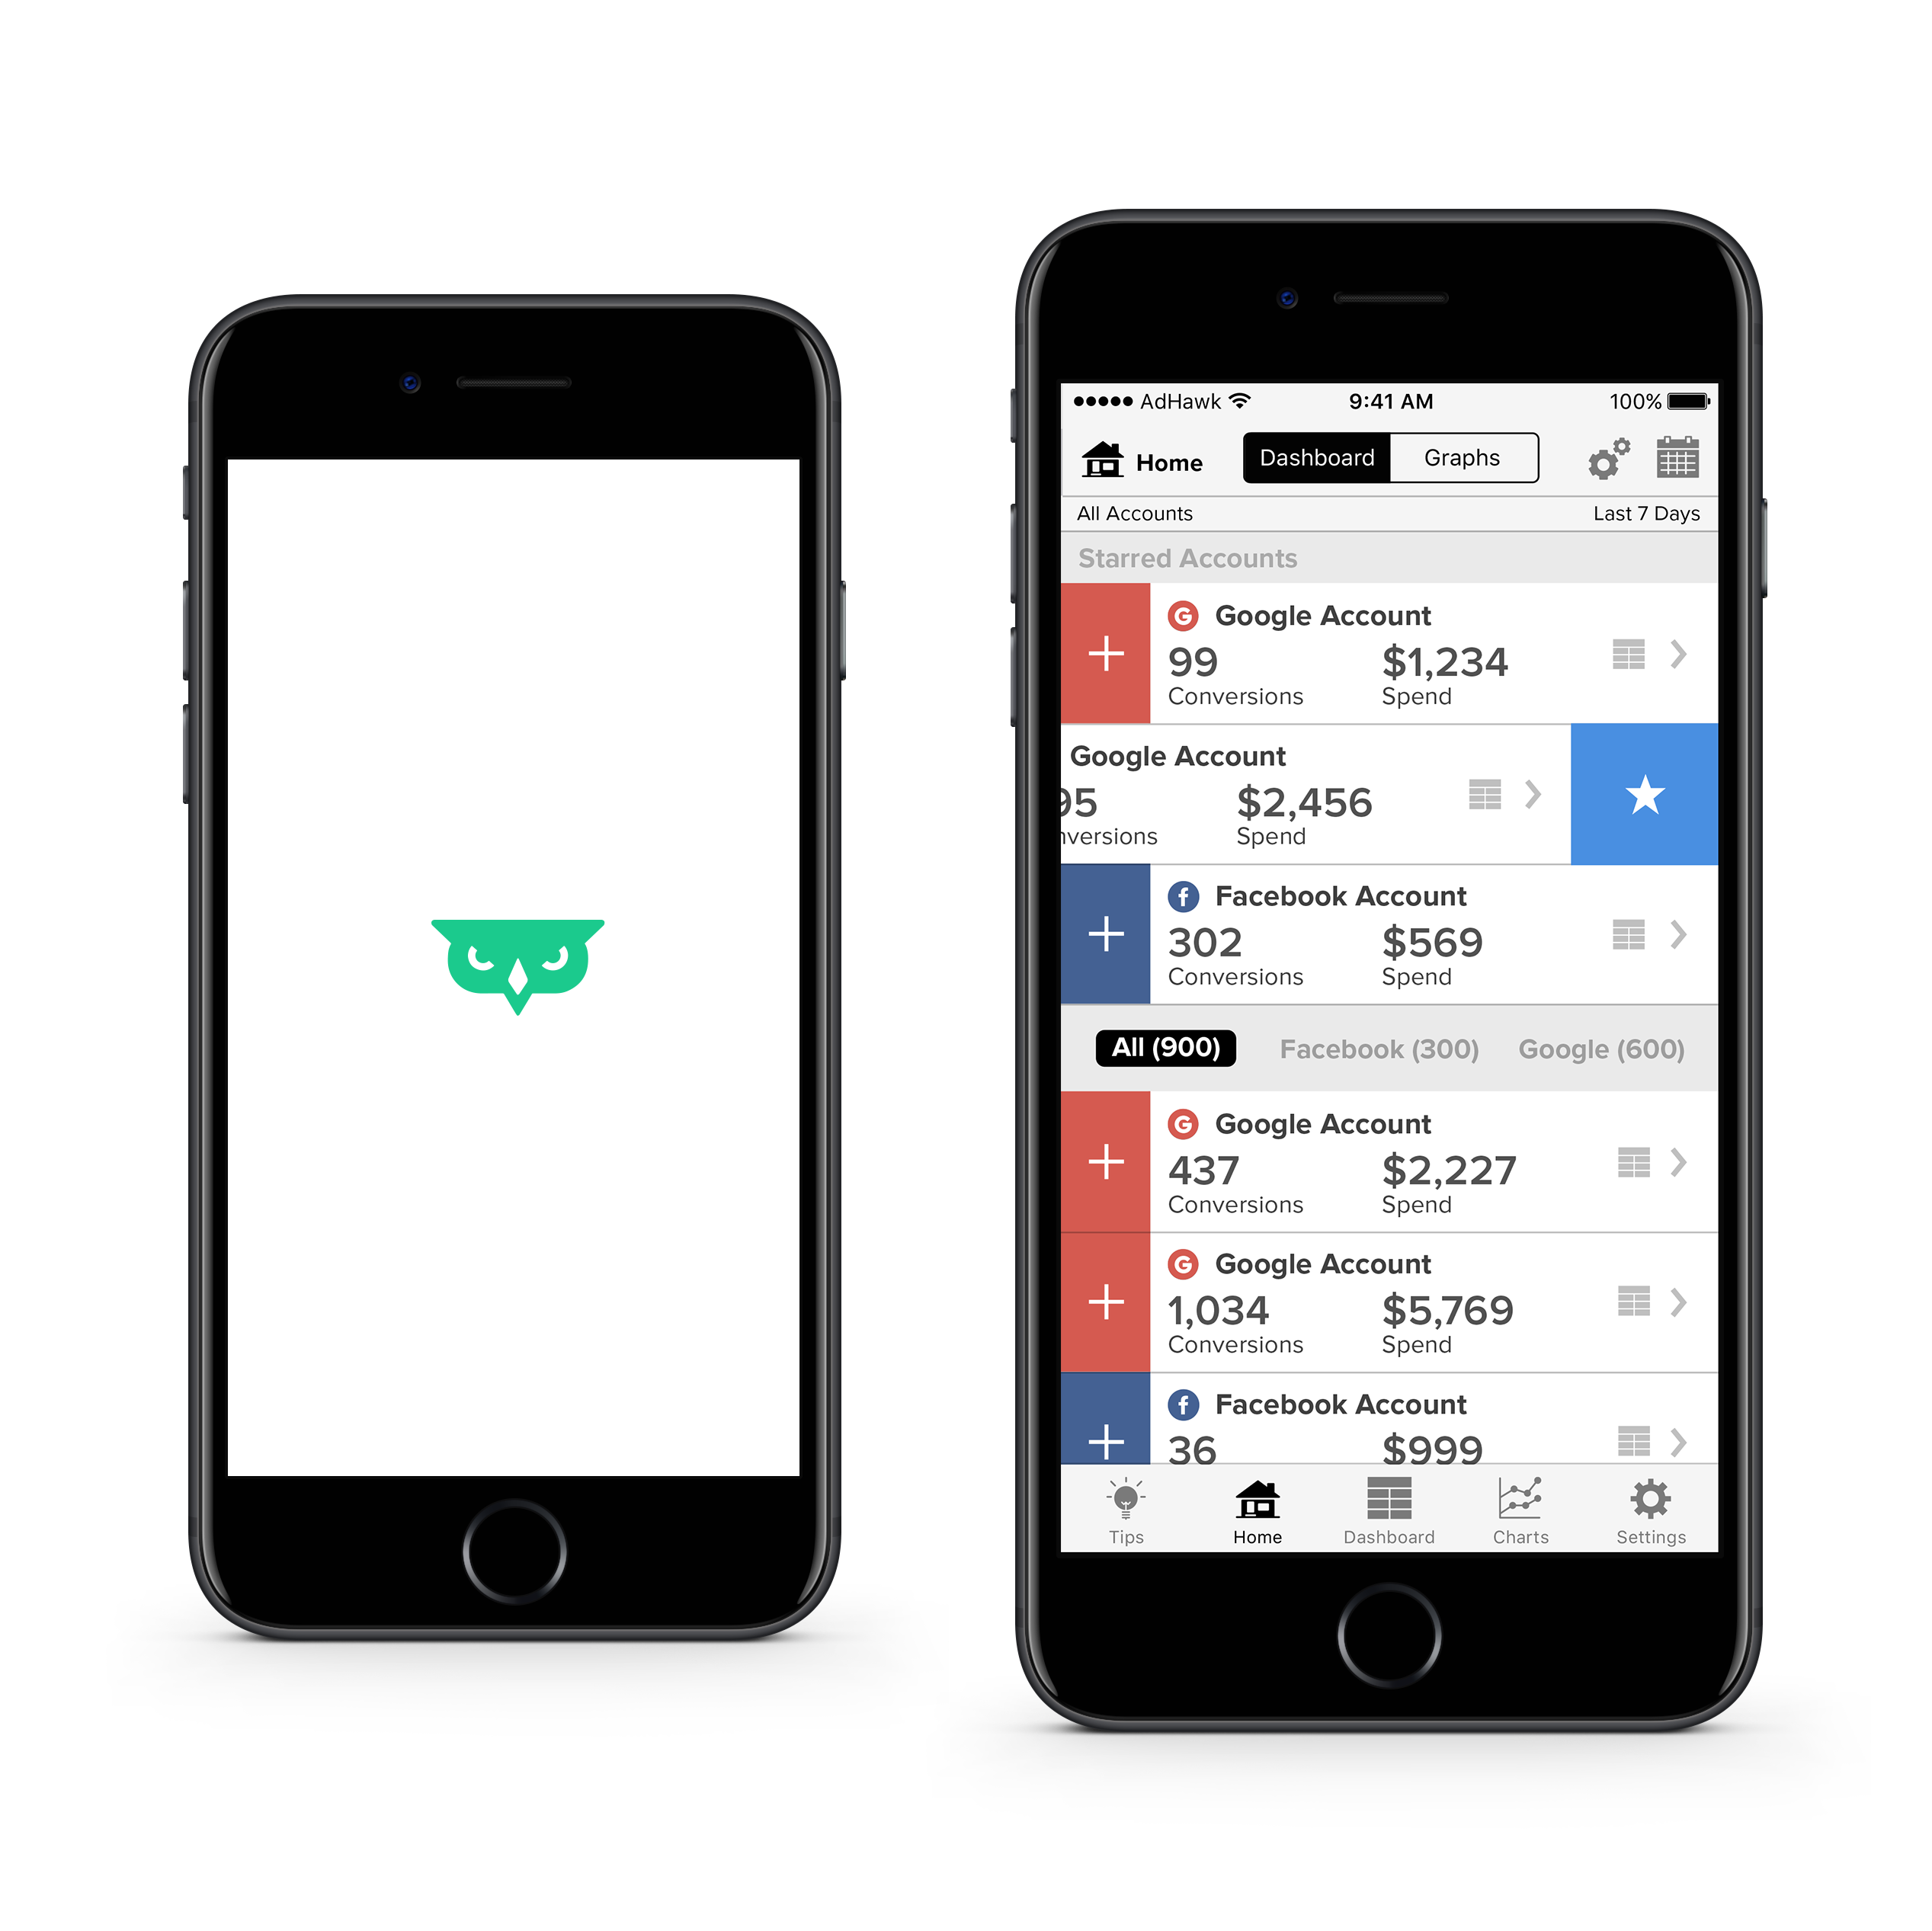 AdHawk 9:41 AM 100%
Home Dashboard Graphs
All Accounts Last 7 Days
Starred Accounts
Google Account
99 $1,234
Conversions Spend
Google Account
95 $2,456
nversions Spend
Facebook Account
302 $569
Conversions Spend
All (900) Facebook (300) Google (600)
Google Account
437 $2,227
Conversions Spend
Google Account
1,034 $5,769
Conversions Spend
Facebook Account
36 $999
Tips Home Dashboard Charts Settings